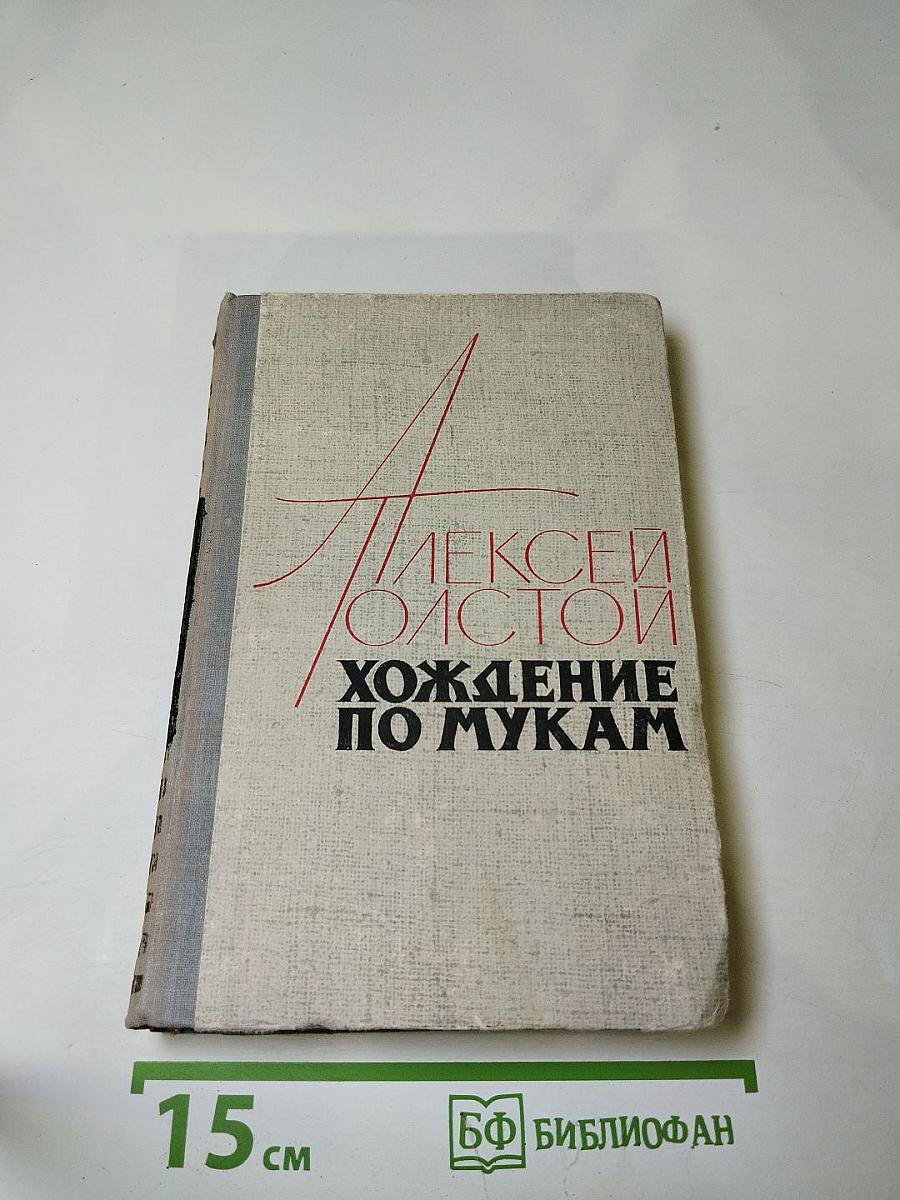 АЛЕКСЕЙ
ТОЛСТОЙ
ХОЖДЕНИЕ
ПО МУКАМ
15 см
БФ БИБЛИОФАН